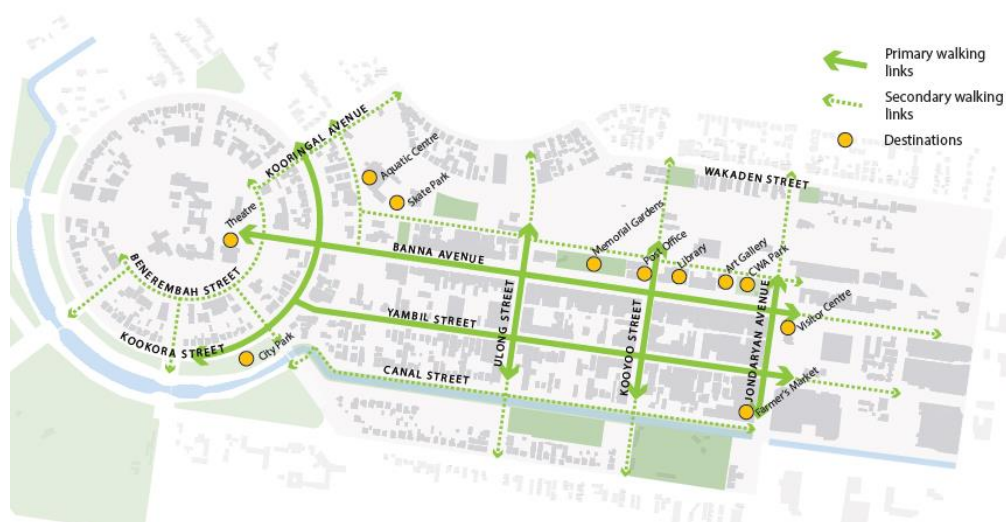 Primary walking
links
Secondary walking
links
Destinations
KOORINGAL AVENUE
Aquatic Centre
Skate Park
WAKADEN STREET
Theatre
Memorial Gardens
Post Office
Library
Art Gallery
CWA Park
BANNA AVENUE
BENEREMBAH STREET
YAMBIL STREET
ULONG STREET
KOOYOO STREET
JONDARYAN AVENUE
Visitor Centre
KOOKORA STREET
City Park
CANAL STREET
Farmer's Market